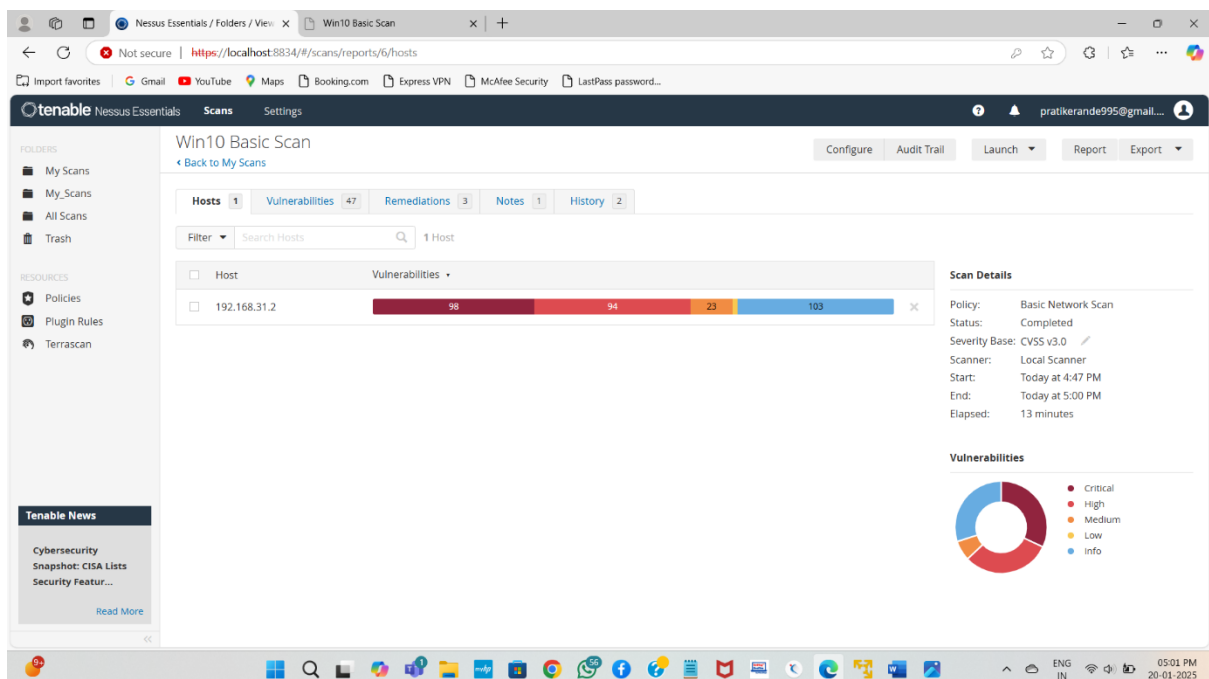 Nessus Essentials / Folders / View
Win10 Basic Scan
Not secure | https://localhost:8834/#/scans/reports/6/hosts
Import favorites Gmail YouTube Maps Booking.com Express VPN McAfee Security LastPass password...
tenable Nessus Essentials Scans Settings pratikerande995@gmail....
FOLDERS
My Scans
My_Scans
All Scans
Trash
RESOURCES
Policies
Plugin Rules
Terrascan
Tenable News
Cybersecurity
Snapshot: CISA Lists
Security Featur...
Read More
Win10 Basic Scan
Back to My Scans
Configure Audit Trail Launch Report Export
Hosts 1 Vulnerabilities 47 Remediations 3 Notes 1 History 2
Filter Search Hosts 1 Host
Host Vulnerabilities
192.168.31.2 98 94 23 103
Scan Details
Policy: Basic Network Scan
Status: Completed
Severity Base: CVSS v3.0
Scanner: Local Scanner
Start: Today at 4:47 PM
End: Today at 5:00 PM
Elapsed: 13 minutes
Vulnerabilities
Critical
High
Medium
Low
Info
9+
1
56
ENG
IN
05:01 PM
20-01-2025